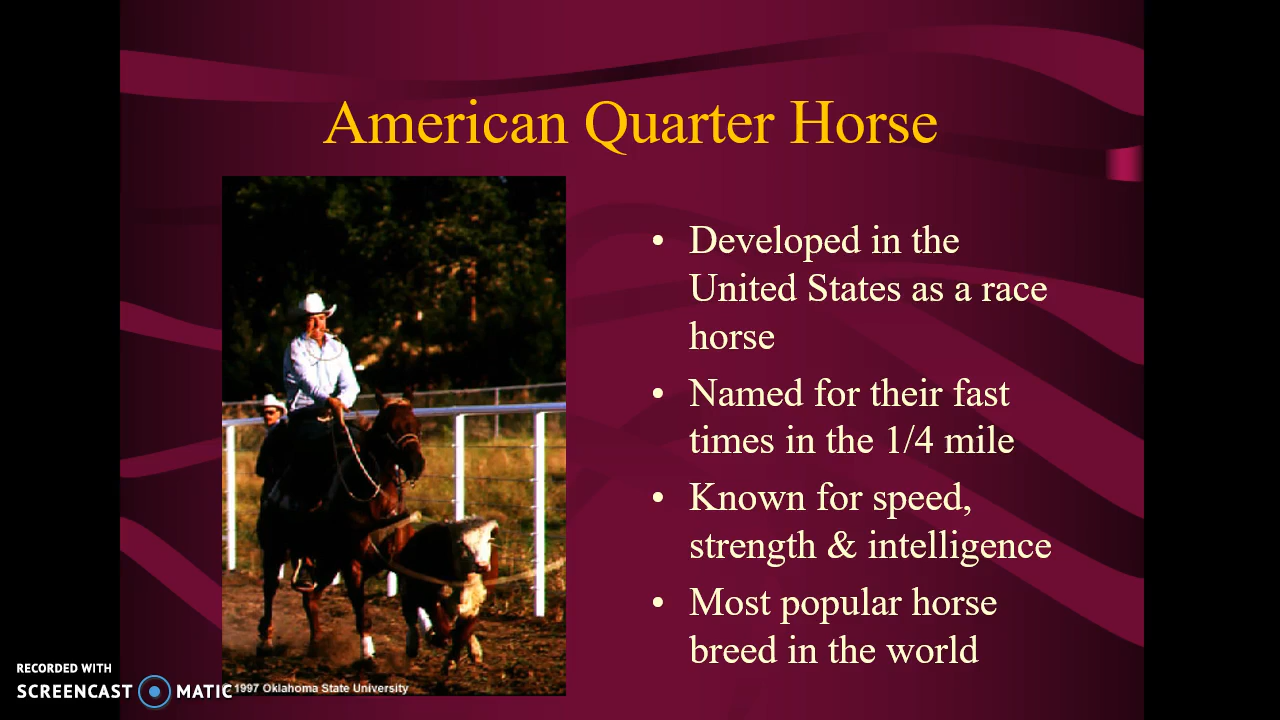 American Quarter Horse
• Developed in the
United States as a race
horse
• Named for their fast
times in the 1/4 mile
• Known for speed,
strength & intelligence
• Most popular horse
breed in the world
1997 Oklahoma State University
RECORDED WITH
SCREENCAST MATIC